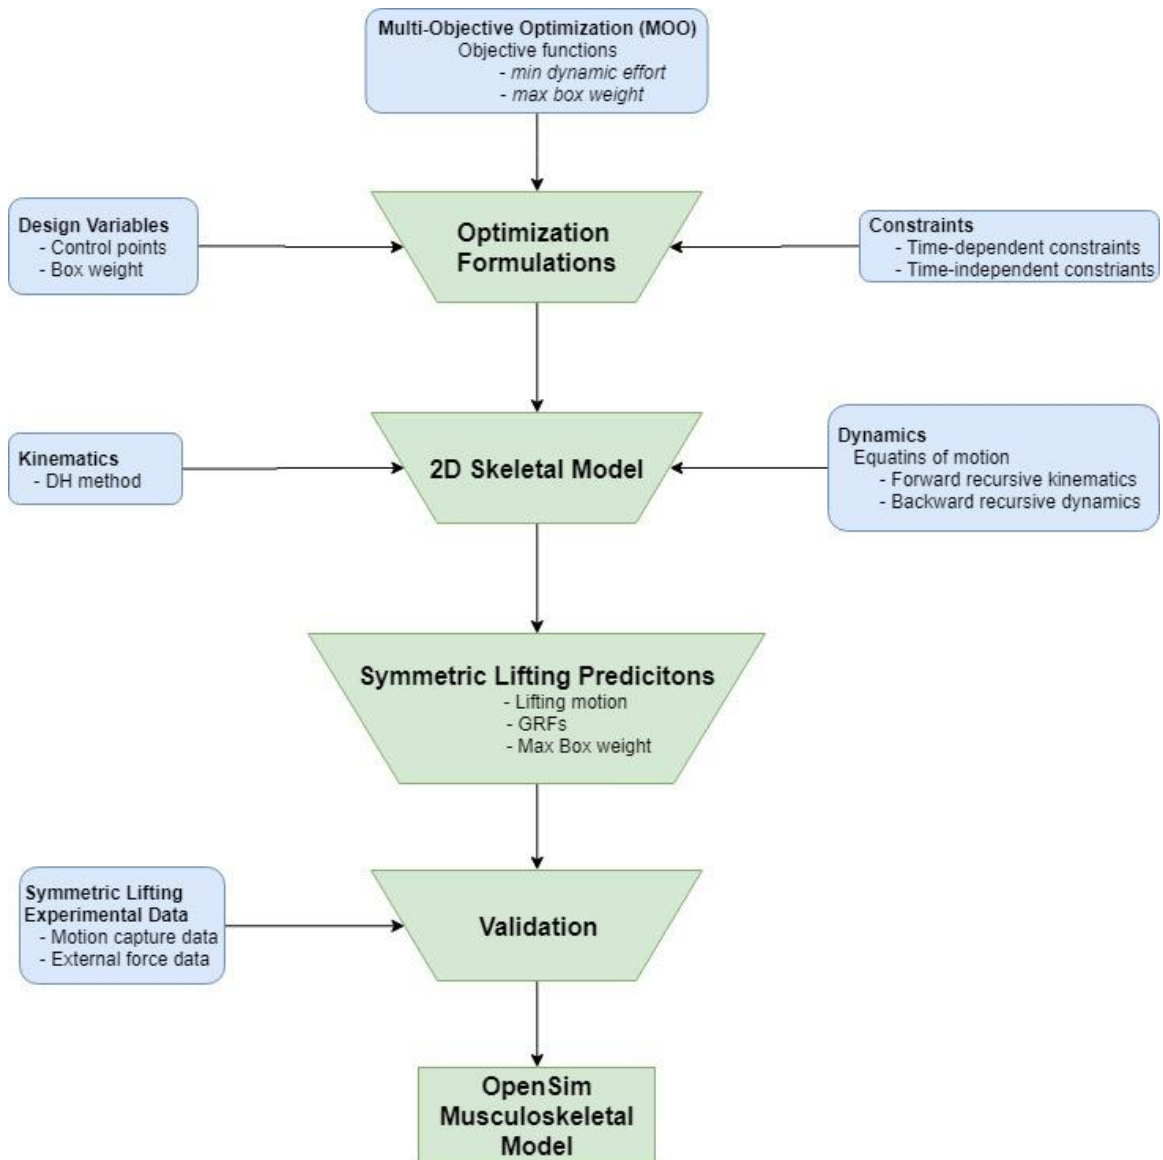 Multi-Objective Optimization (MOO)
Objective functions
- min dynamic effort
- max box weight
Design Variables
- Control points
- Box weight
Optimization
Formulations
Constraints
- Time-dependent constraints
- Time-independent constriants
Kinematics
- DH method
2D Skeletal Model
Dynamics
Equatins of motion
- Forward recursive kinematics
- Backward recursive dynamics
Symmetric Lifting Predicitons
- Lifting motion
- GRFs
- Max Box weight
Symmetric Lifting
Experimental Data
- Motion capture data
- External force data
Validation
OpenSim
Musculoskeletal
Model